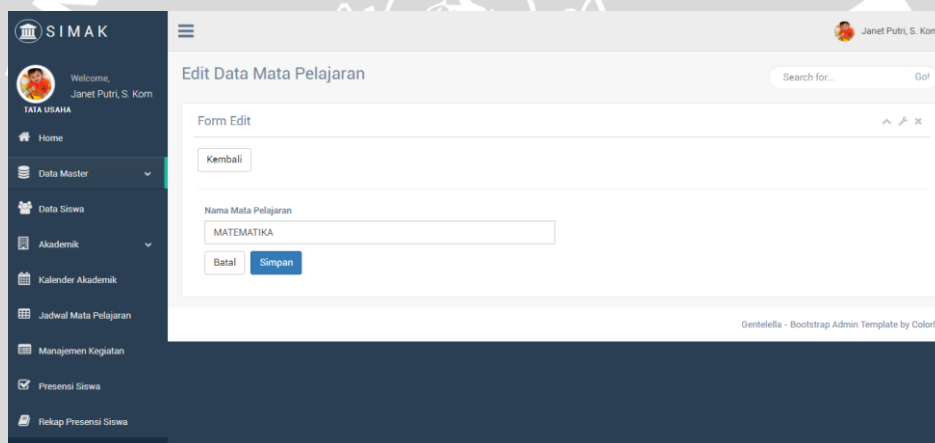 SIMAK
Janet Putri, S. Kom
Welcome,
Janet Putri, S. Kom
TATA USAHA
Home
Data Master
Data Siswa
Akademik
Kalender Akademik
Jadwal Mata Pelajaran
Manajemen Kegiatan
Presensi Siswa
Rekap Presensi Siswa
Edit Data Mata Pelajaran
Search for...
Go!
Form Edit
Kembali
Nama Mata Pelajaran
MATEMATIKA
Batal
Simpan
Gentelella - Bootstrap Admin Template by